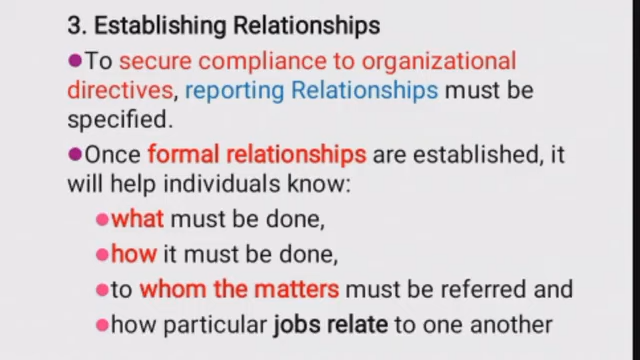 3. Establishing Relationships
●To secure compliance to organizational
directives, reporting Relationships must be
specified.
●Once formal relationships are established, it
will help individuals know:
●what must be done,
●how it must be done,
●to whom the matters must be referred and
●how particular jobs relate to one another